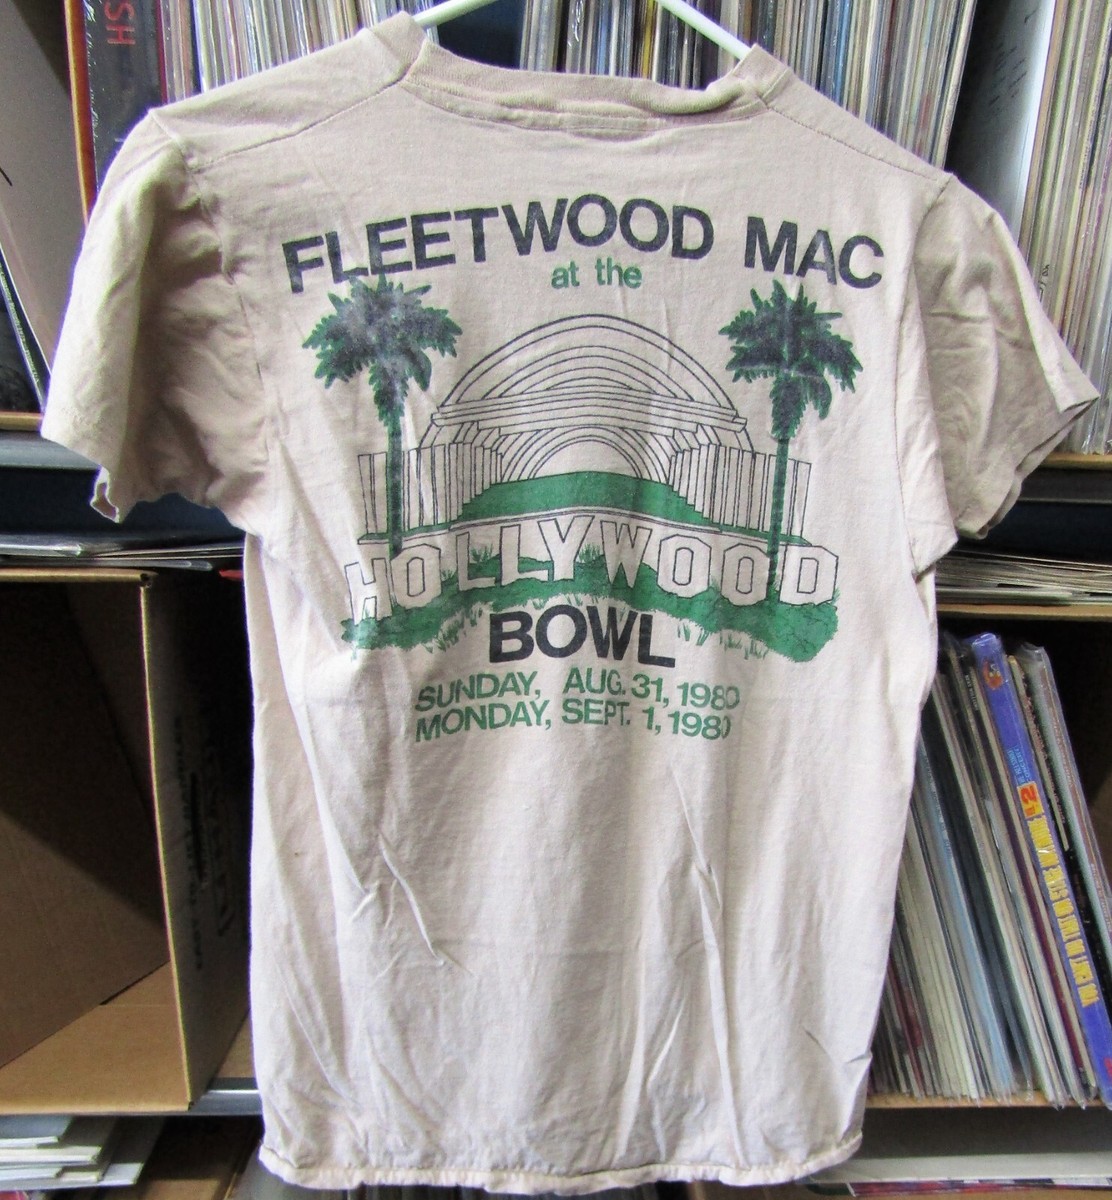 FLEETWOOD MAC
at the
HOLLYWOOD
BOWL
SUNDAY, AUG. 31, 1980
MONDAY, SEPT. 1, 1980